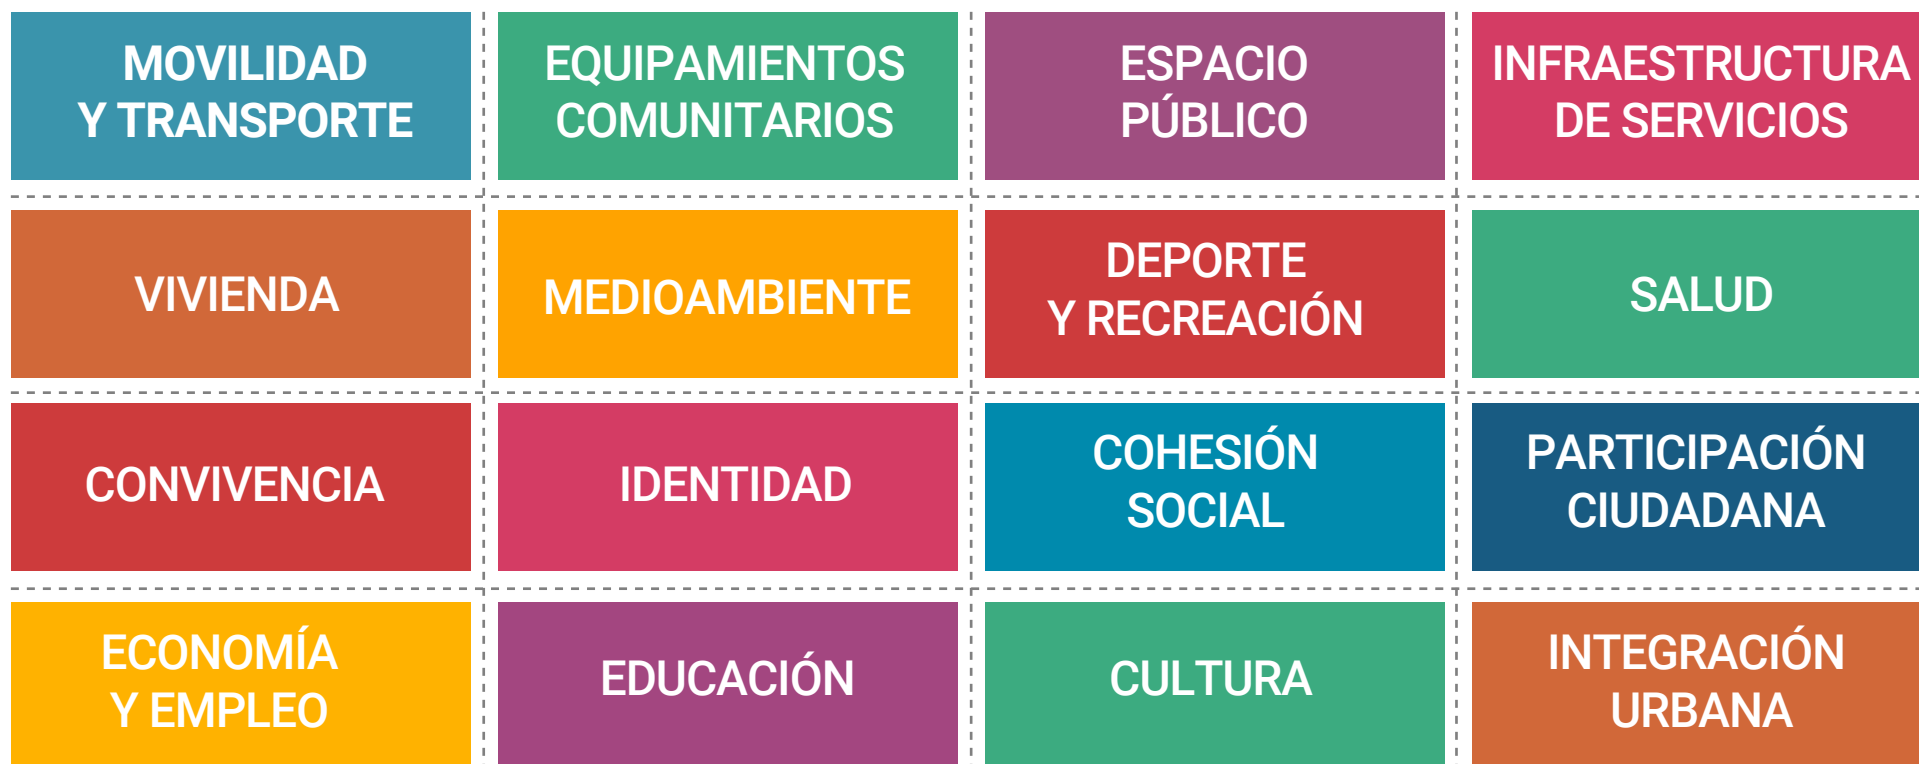 MOVILIDAD
Y TRANSPORTE
EQUIPAMIENTOS
COMUNITARIOS
ESPACIO
PÚBLICO
INFRAESTRUCTURA
DE SERVICIOS
VIVIENDA
MEDIOAMBIENTE
DEPORTE
Y RECREACIÓN
SALUD
CONVIVENCIA
IDENTIDAD
COHESIÓN
SOCIAL
PARTICIPACIÓN
CIUDADANA
ECONOMÍA
Y EMPLEO
EDUCACIÓN
CULTURA
INTEGRACIÓN
URBANA